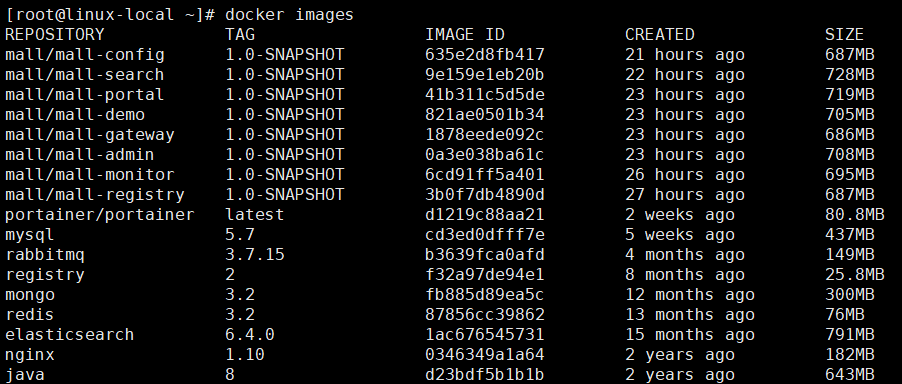 [root@linux-local ~]# docker images
REPOSITORY TAG IMAGE ID CREATED SIZE
mall/mall-config 1.0-SNAPSHOT 635e2d8fb417 21 hours ago 687MB
mall/mall-search 1.0-SNAPSHOT 9e159e1eb20b 22 hours ago 728MB
mall/mall-portal 1.0-SNAPSHOT 41b311c5d5de 23 hours ago 719MB
mall/mall-demo 1.0-SNAPSHOT 821ae0501b34 23 hours ago 705MB
mall/mall-gateway 1.0-SNAPSHOT 1878eede092c 23 hours ago 686MB
mall/mall-admin 1.0-SNAPSHOT 0a3e038ba61c 23 hours ago 708MB
mall/mall-monitor 1.0-SNAPSHOT 6cd91ff5a401 26 hours ago 695MB
mall/mall-registry 1.0-SNAPSHOT 3b0f7db4890d 27 hours ago 687MB
portainer/portainer latest d1219c88aa21 2 weeks ago 80.8MB
mysql 5.7 cd3ed0dfff7e 5 weeks ago 437MB
rabbitmq 3.7.15 b3639fca0afd 4 months ago 149MB
registry 2 f32a97de94e1 8 months ago 25.8MB
mongo 3.2 fb885d89ea5c 12 months ago 300MB
redis 3.2 87856cc39862 13 months ago 76MB
elasticsearch 6.4.0 1ac676545731 15 months ago 791MB
nginx 1.10 0346349a1a64 2 years ago 182MB
java 8 d23bdf5b1b1b 2 years ago 643MB